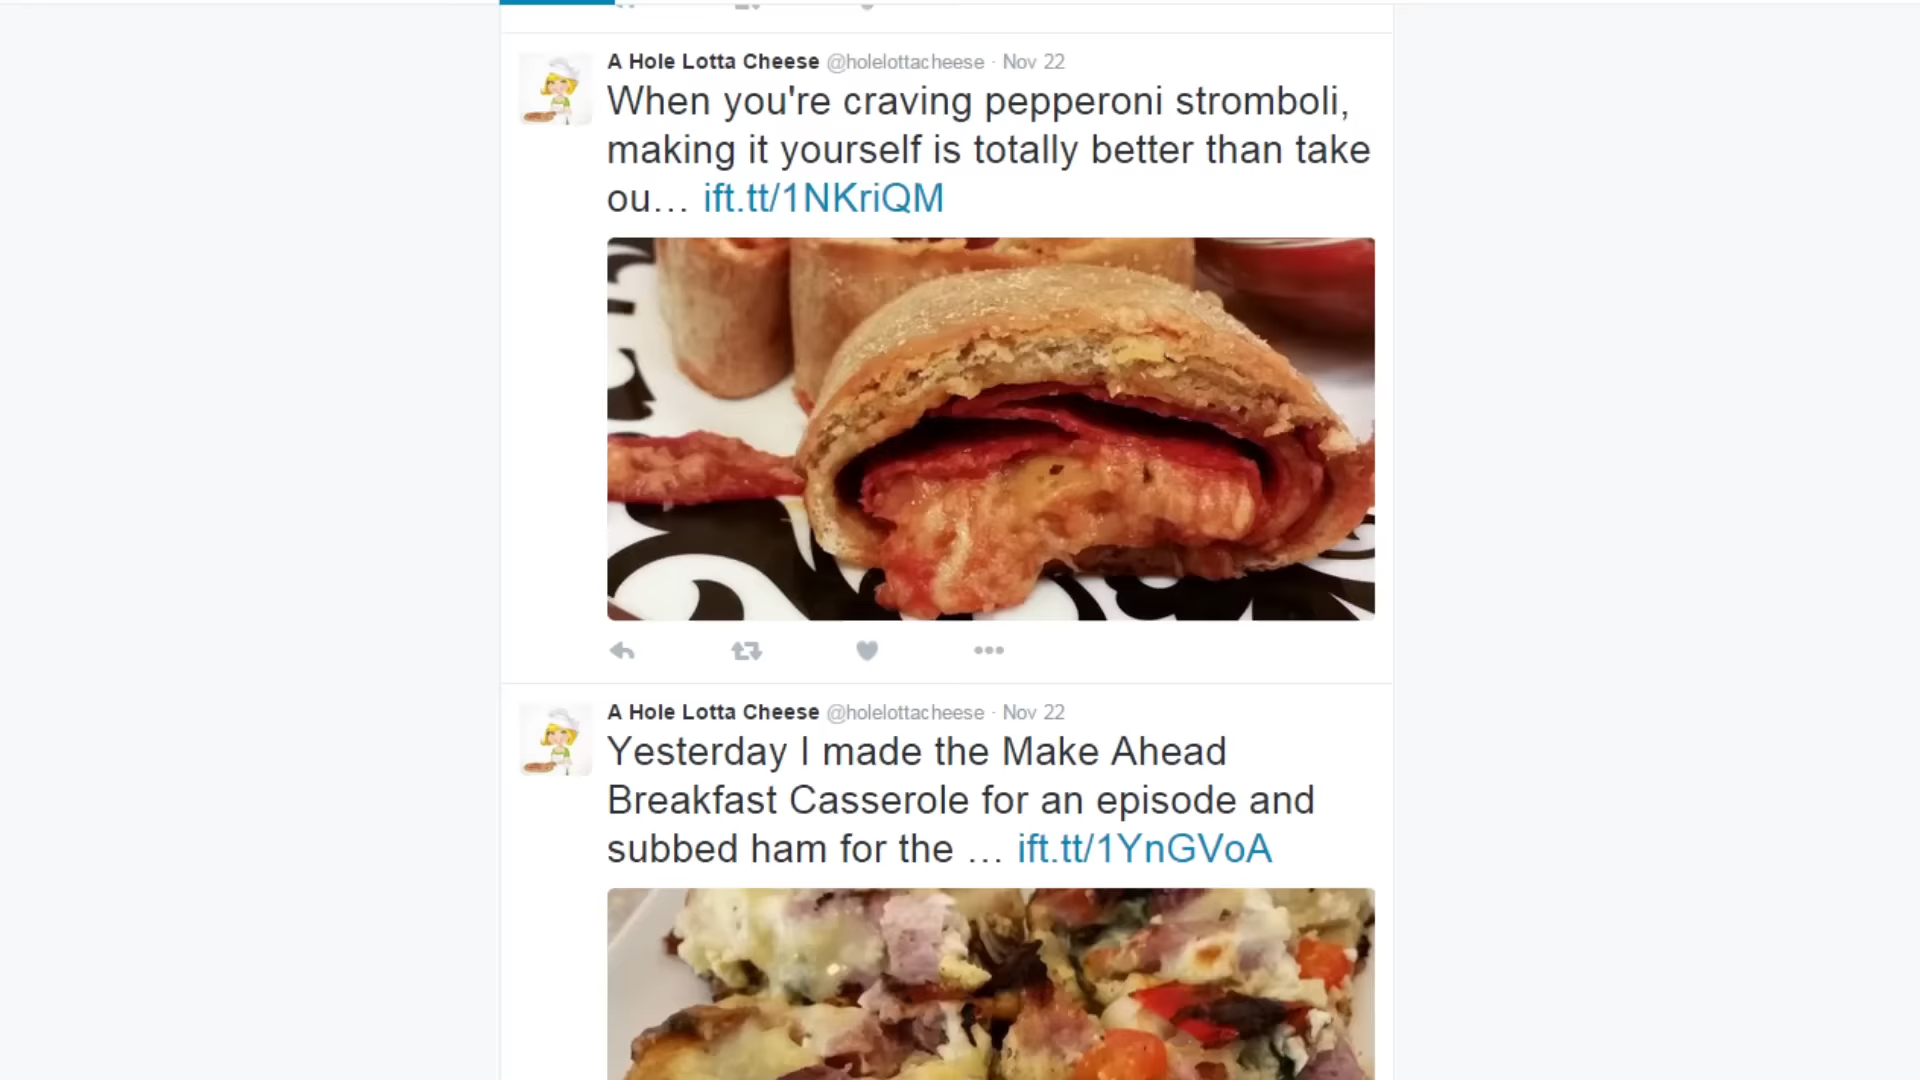 A Hole Lotta Cheese @holelottacheese · Nov 22
When you're craving pepperoni stromboli,
making it yourself is totally better than take
ou… ift.tt/1NKriQM
A Hole Lotta Cheese @holelottacheese · Nov 22
Yesterday I made the Make Ahead
Breakfast Casserole for an episode and
subbed ham for the … ift.tt/1YnGVoA